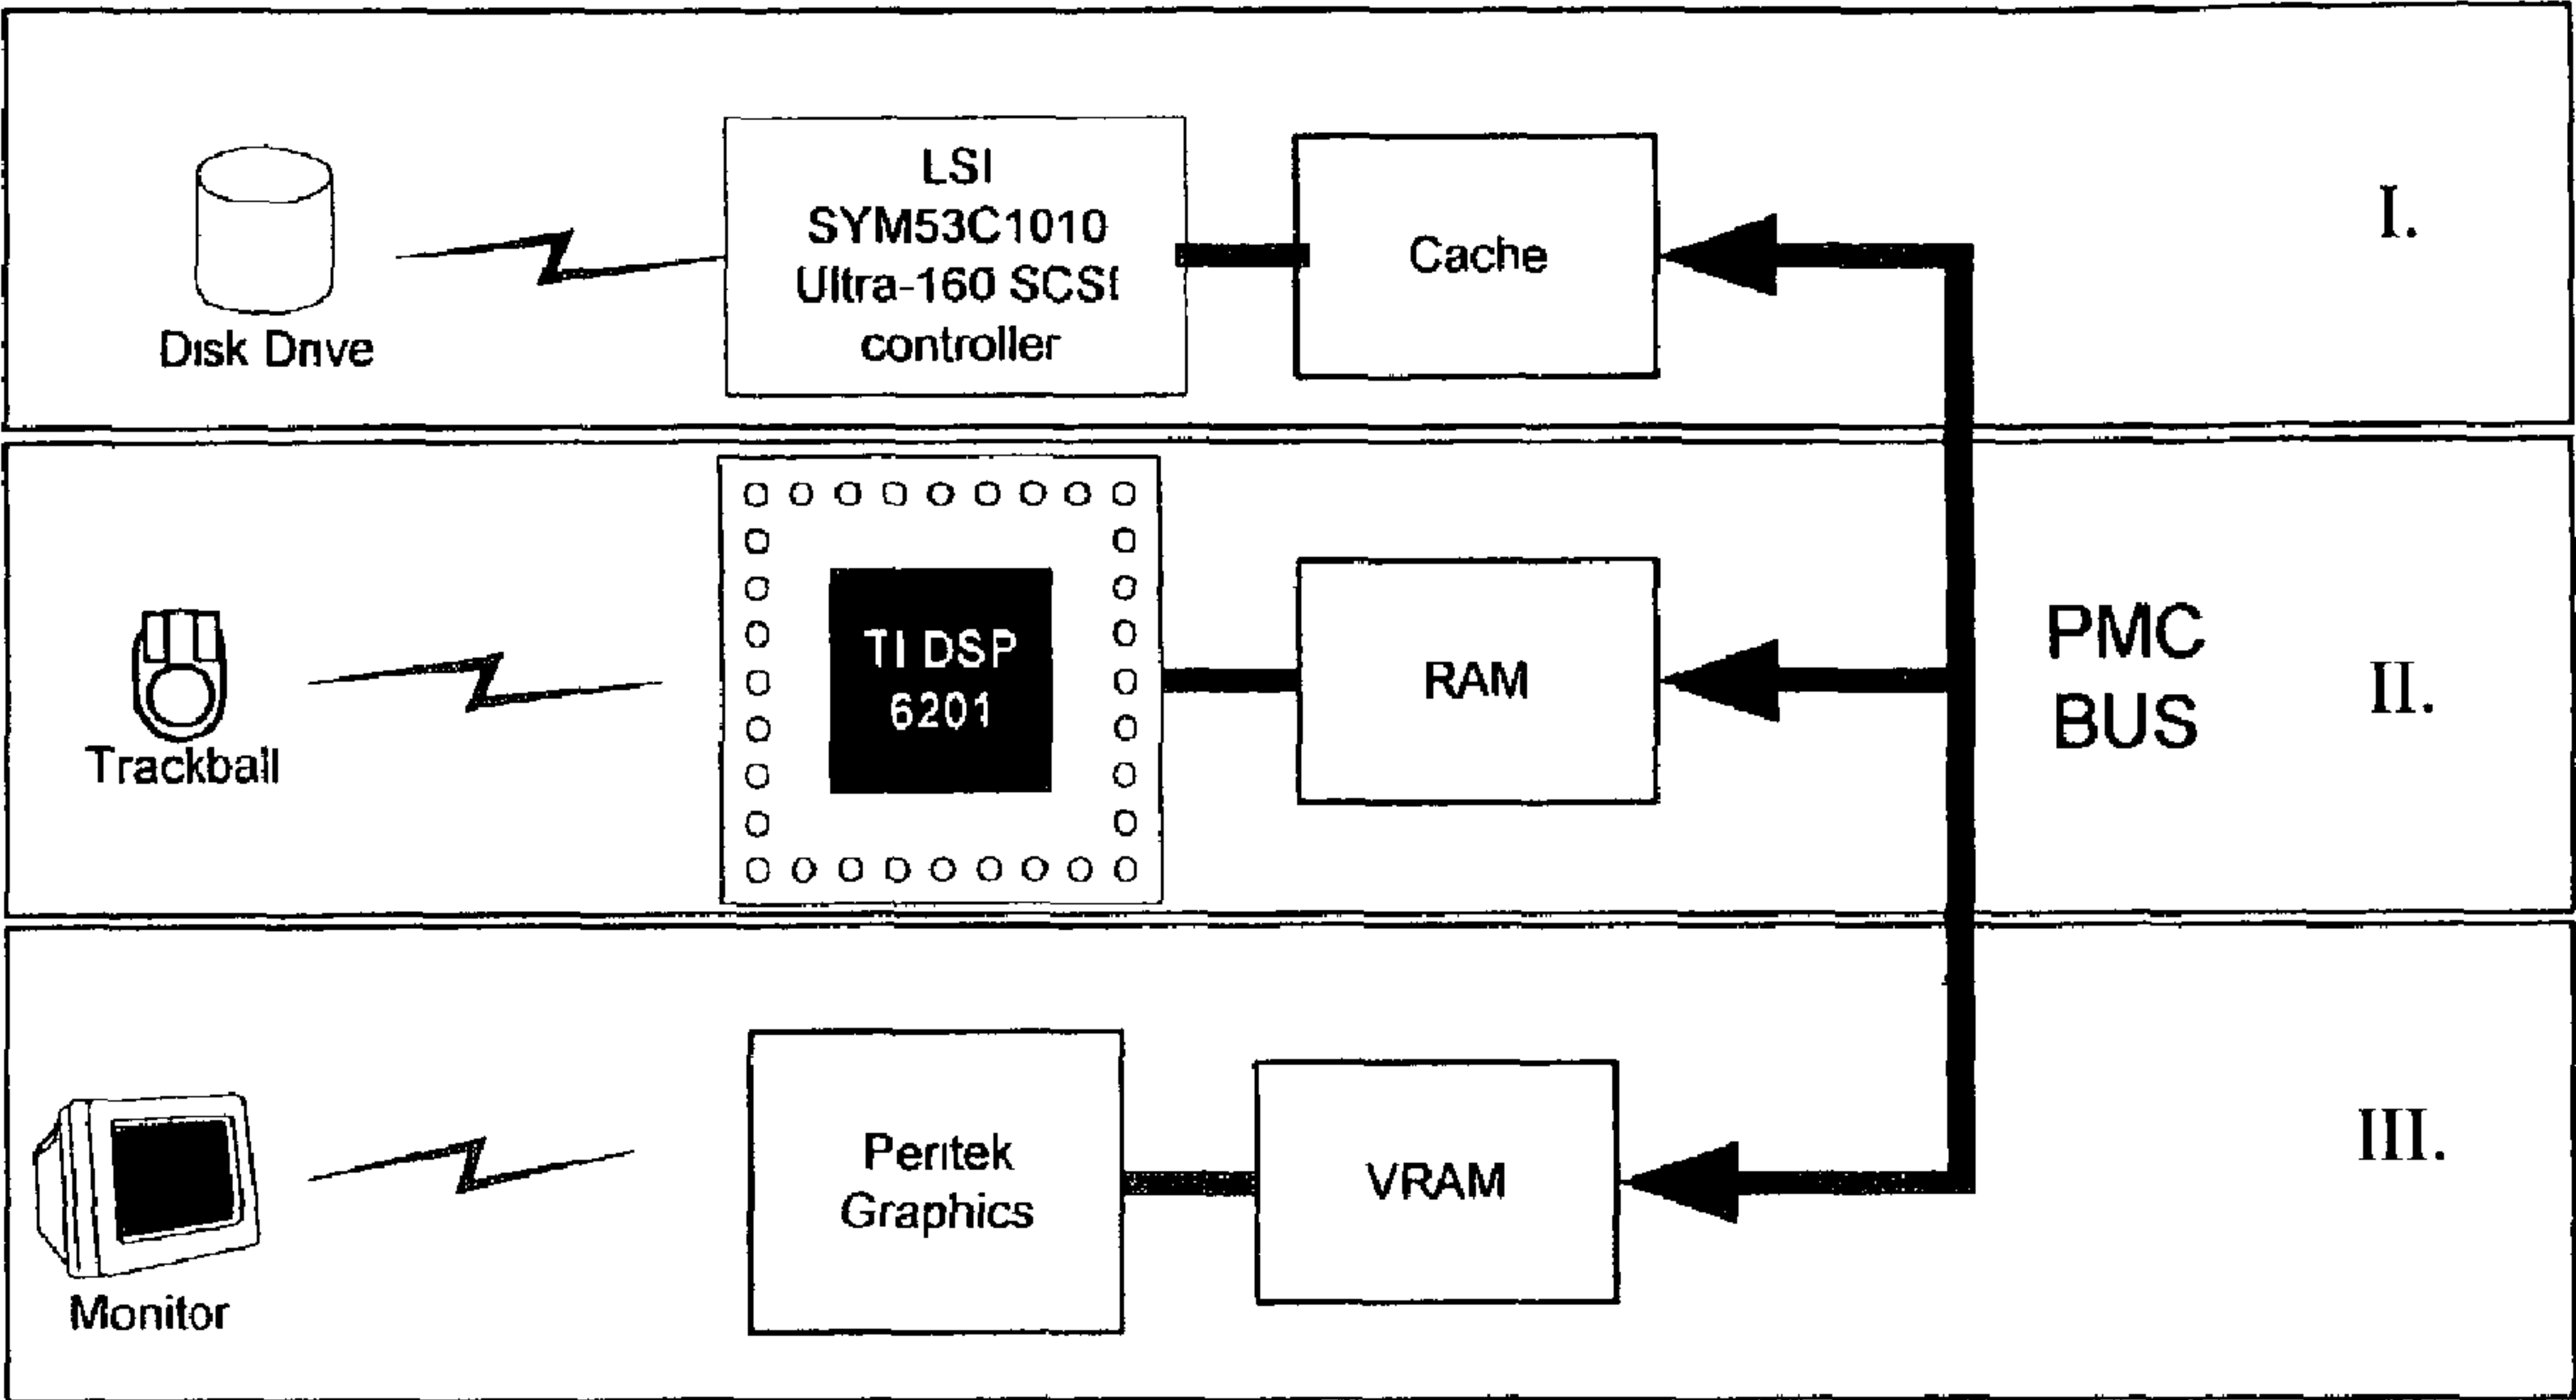 LSI
SYM53C1010
Ultra-160 SCSI
controller
Cache
I.
Disk Drive
TI DSP
6201
RAM
PMC
BUS
II.
Trackball
Peritek
Graphics
VRAM
III.
Monitor